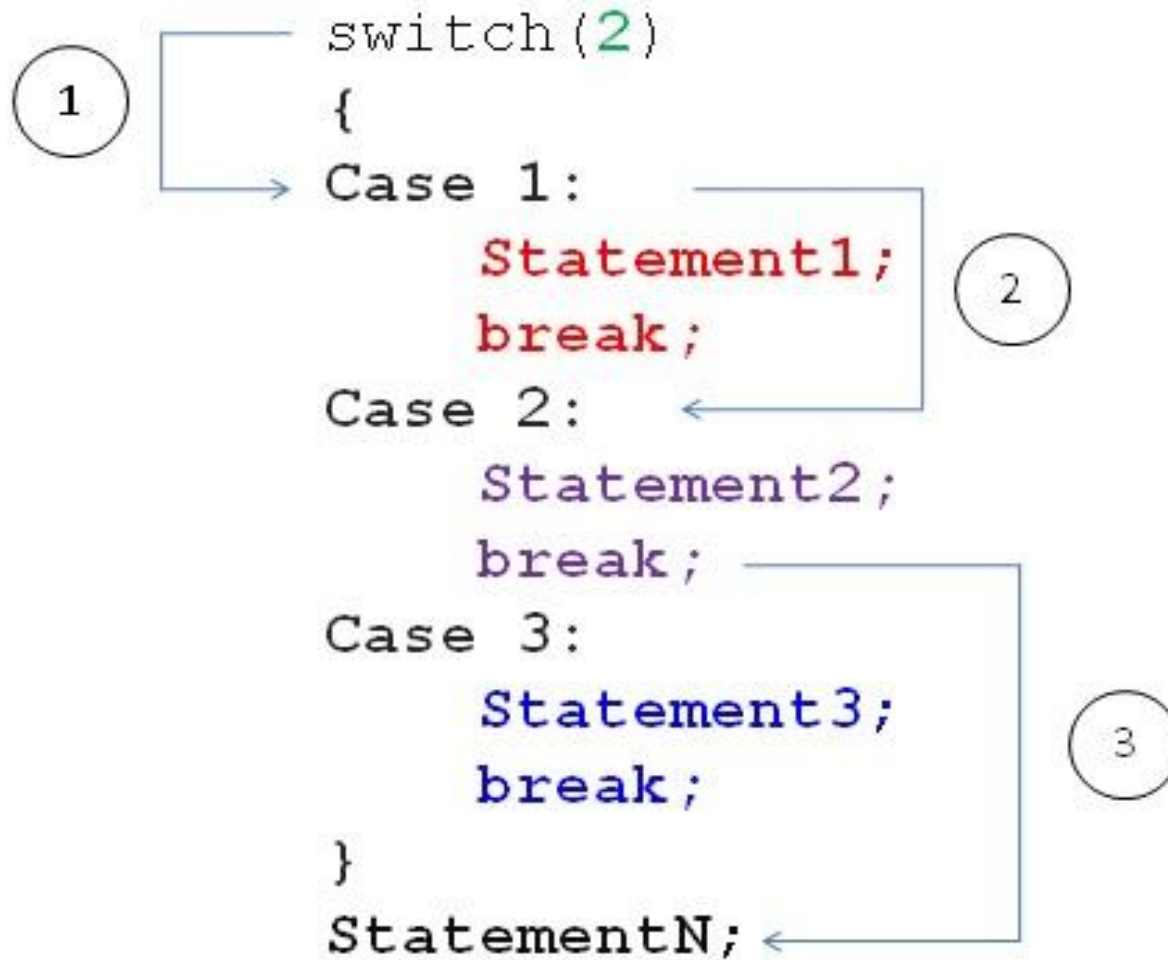 switch(2)
1
{
Case 1:
Statement1;
2
break;
Case 2:
Statement2;
break;
Case 3:
Statement3;
3
break;
}
StatementN;